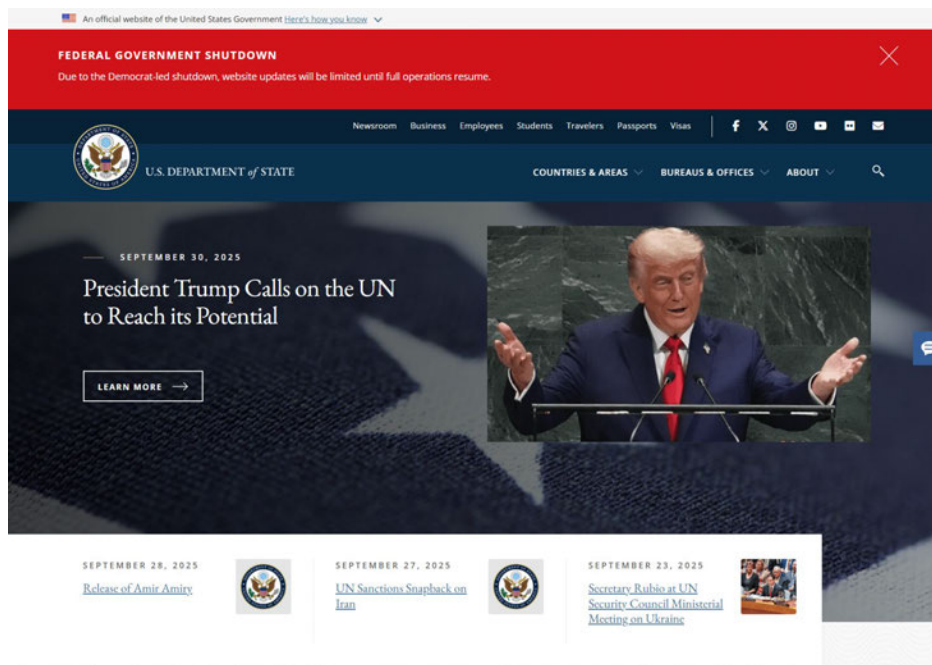 An official website of the United States Government Here's how you know
FEDERAL GOVERNMENT SHUTDOWN
Due to the Democrat-led shutdown, website updates will be limited until full operations resume.
Newsroom Business Employees Students Travelers Passports Visas
U.S. DEPARTMENT of STATE
COUNTRIES & AREAS BUREAUS & OFFICES ABOUT
SEPTEMBER 30, 2025
President Trump Calls on the UN
to Reach its Potential
LEARN MORE
SEPTEMBER 28, 2025
Release of Amir Amiry
SEPTEMBER 27, 2025
UN Sanctions Snapback on
Iran
SEPTEMBER 23, 2025
Secretary Rubio at UN
Security Council Ministerial
Meeting on Ukraine